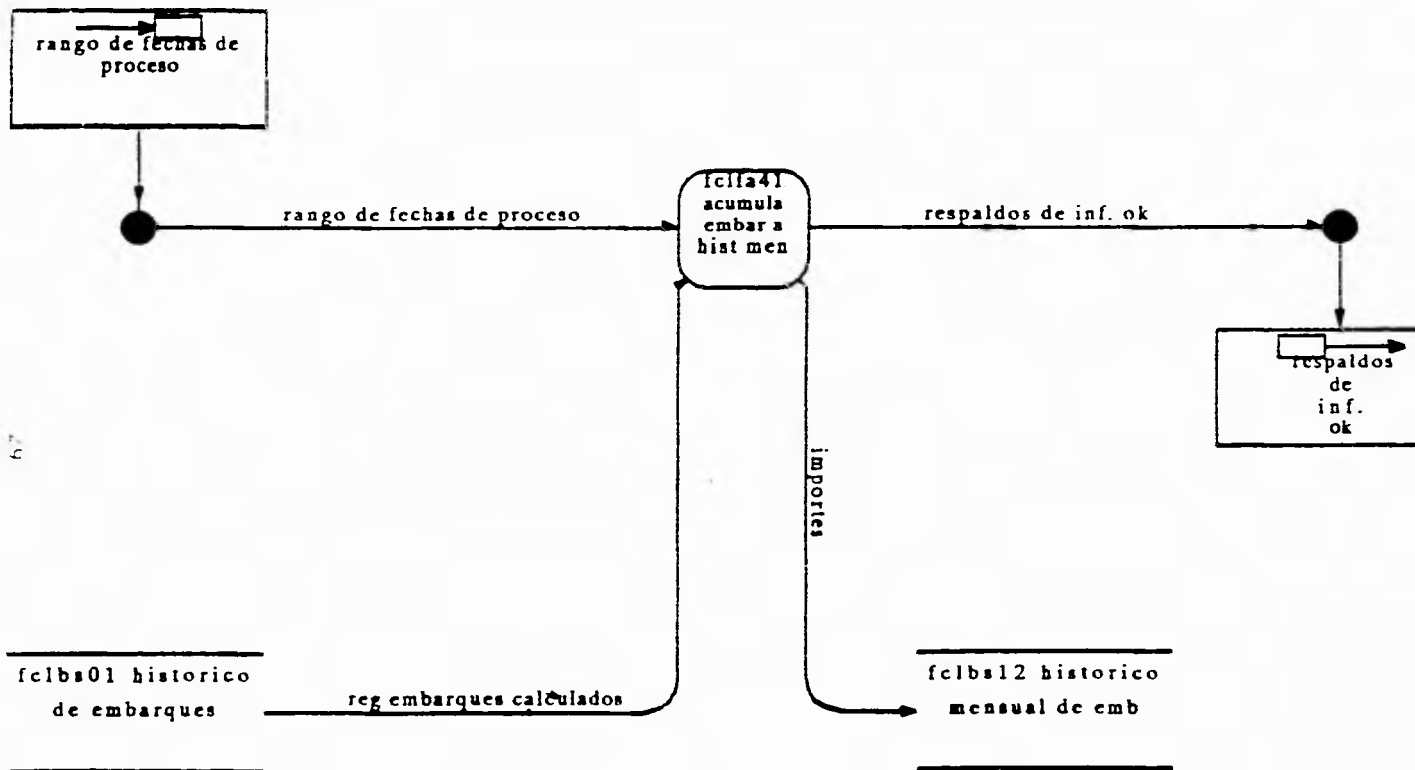 rango de fechas de
proceso
fclfa41
acumula
embar a
hist men
rango de fechas de proceso
respaldos de inf. ok
respaldos
de
inf.
ok
importes
fclbs01 historico
de embarques
reg embarques calculados
fclbs12 historico
mensual de emb